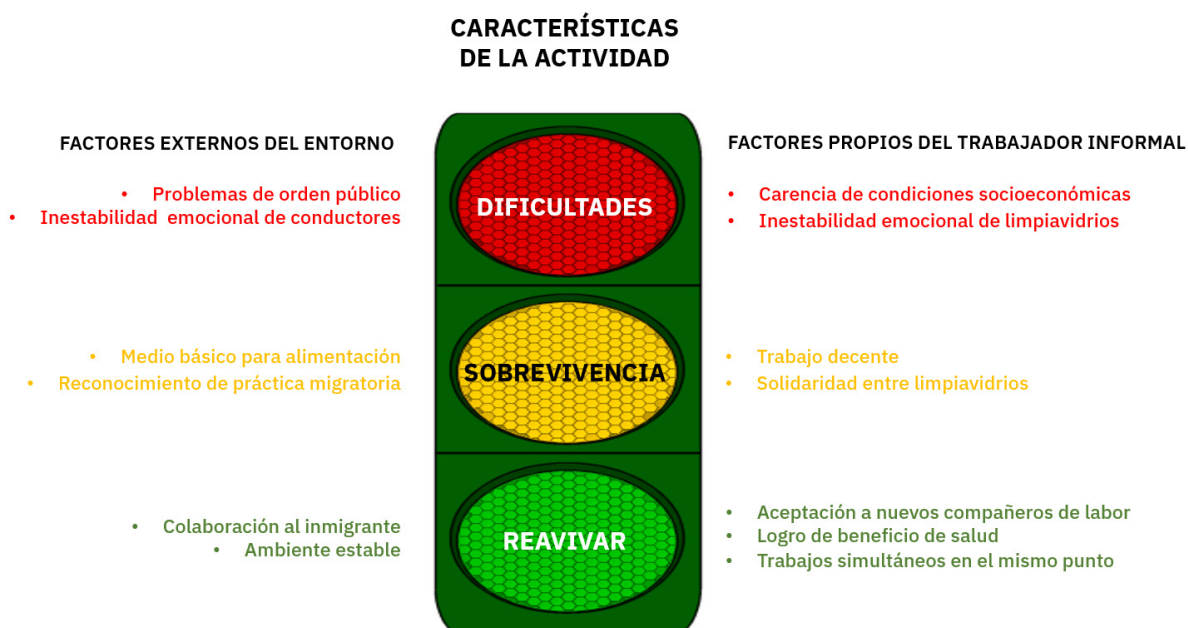 CARACTERÍSTICAS
DE LA ACTIVIDAD
FACTORES EXTERNOS DEL ENTORNO
• Problemas de orden público
• Inestabilidad emocional de conductores
DIFICULTADES
FACTORES PROPIOS DEL TRABAJADOR INFORMAL
• Carencia de condiciones socioeconómicas
• Inestabilidad emocional de limpiavidrios
• Medio básico para alimentación
• Reconocimiento de práctica migratoria
SOBREVIVENCIA
• Trabajo decente
• Solidaridad entre limpiavidrios
• Colaboración al inmigrante
• Ambiente estable
REAVIVAR
• Aceptación a nuevos compañeros de labor
• Logro de beneficio de salud
• Trabajos simultáneos en el mismo punto